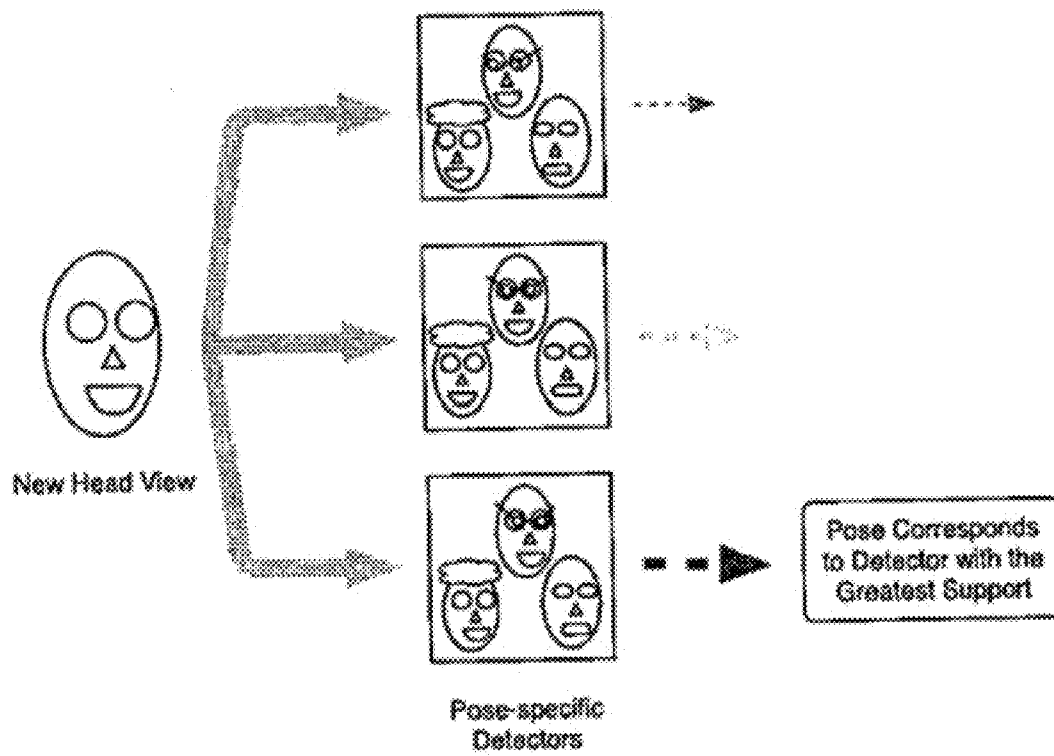 New Head View
Pose Corresponds
to Detector with the
Greatest Support
Pose-specific
Detectors